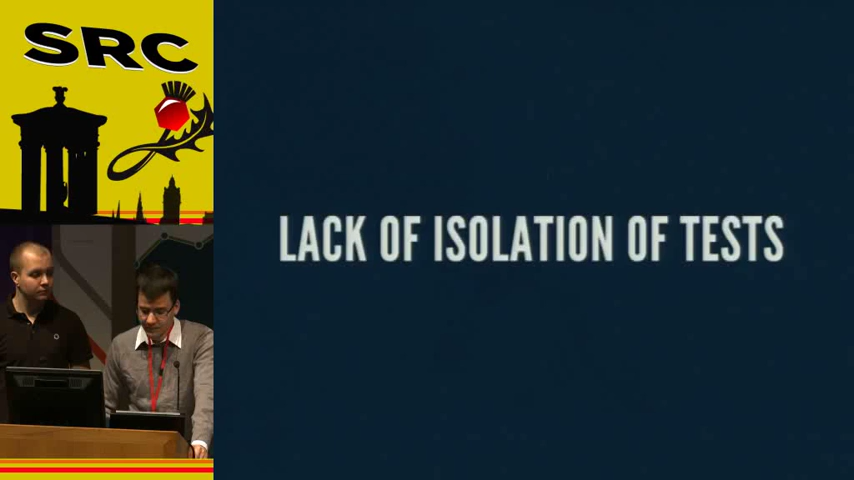 SRC
LACK OF ISOLATION OF TESTS